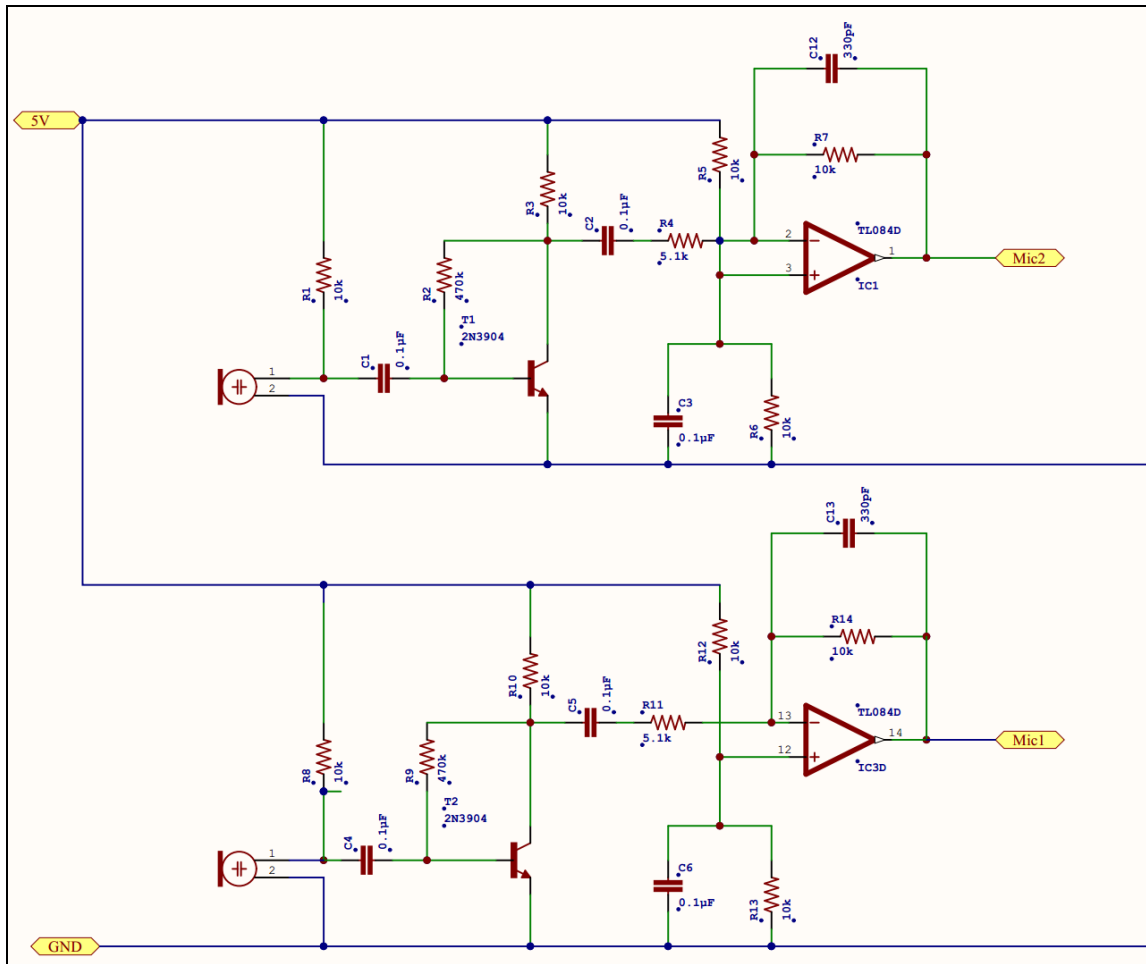 C12
330pF
5V
R7
10k
R5
10k
R3
10k
C2
0.1µF
R4
5.1k
TL084D
2
1
3
IC1
Mic2
R1
10k
R2
470k
T1
2N3904
C1
0.1µF
1
2
C3
0.1µF
R6
10k
C13
330pF
R14
10k
R12
10k
R10
10k
C5
0.1µF
R11
5.1k
TL084D
13
14
12
IC3D
Mic1
R8
10k
R9
470k
T2
2N3904
C4
0.1µF
1
2
C6
0.1µF
R13
10k
GND